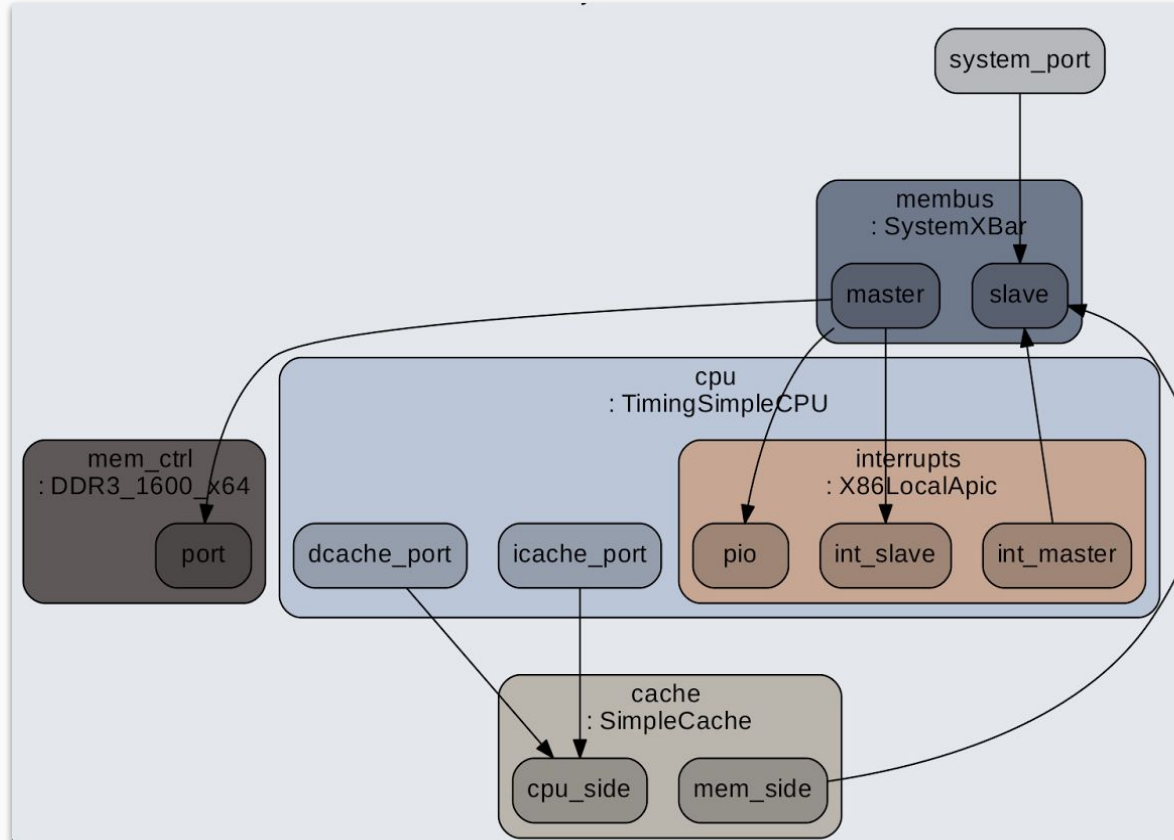 system_port
membus
: SystemXBar
master
slave
cpu
: TimingSimpleCPU
mem_ctrl
: DDR3_1600_x64
port
interrupts
: X86LocalApic
dcache_port
icache_port
pio
int_slave
int_master
cache
: SimpleCache
cpu_side
mem_side